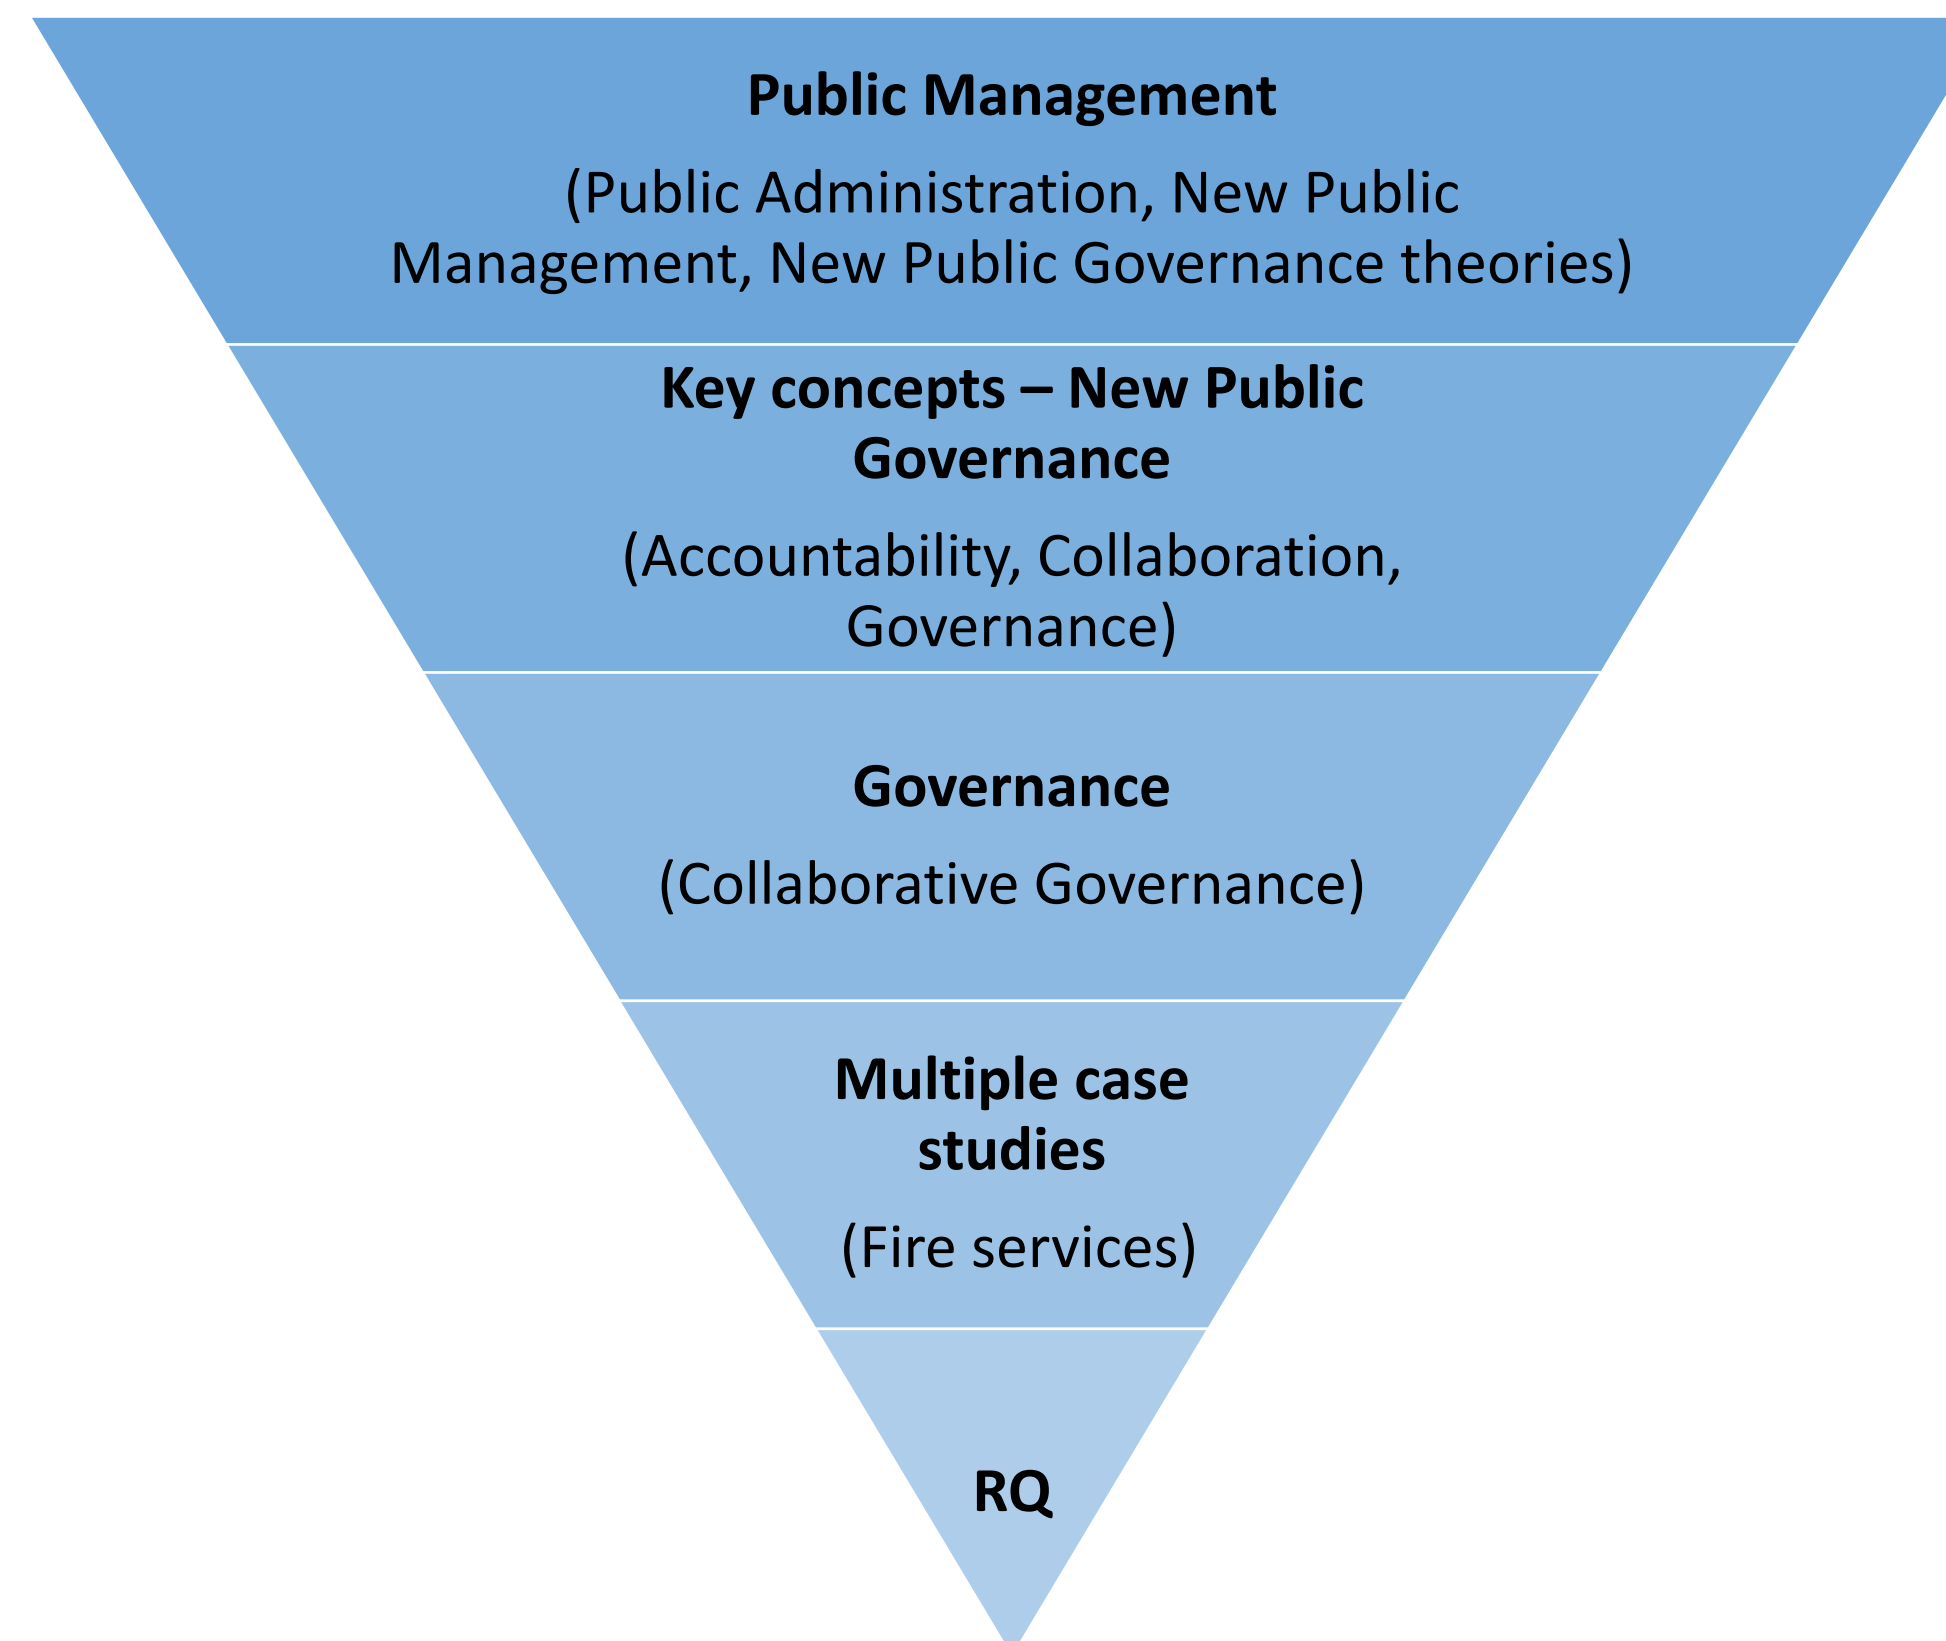 Public Management
(Public Administration, New Public
Management, New Public Governance theories)
Key concepts – New Public
Governance
(Accountability, Collaboration,
Governance)
Governance
(Collaborative Governance)
Multiple case
studies
(Fire services)
RQ